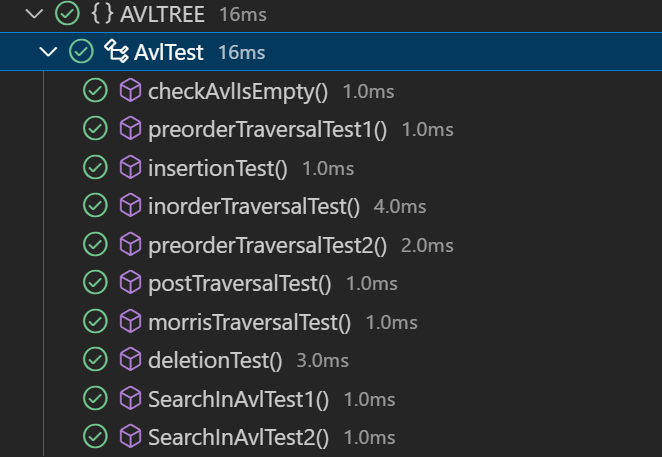 {} AVLTREE 16ms
AvlTest 16ms
checkAvlIsEmpty() 1.0ms
preorderTraversalTest1() 1.0ms
insertionTest() 1.0ms
inorderTraversalTest() 4.0ms
preorderTraversalTest2() 2.0ms
postTraversalTest() 1.0ms
morrisTraversalTest() 1.0ms
deletionTest() 3.0ms
SearchInAvlTest1() 1.0ms
SearchInAvlTest2() 1.0ms